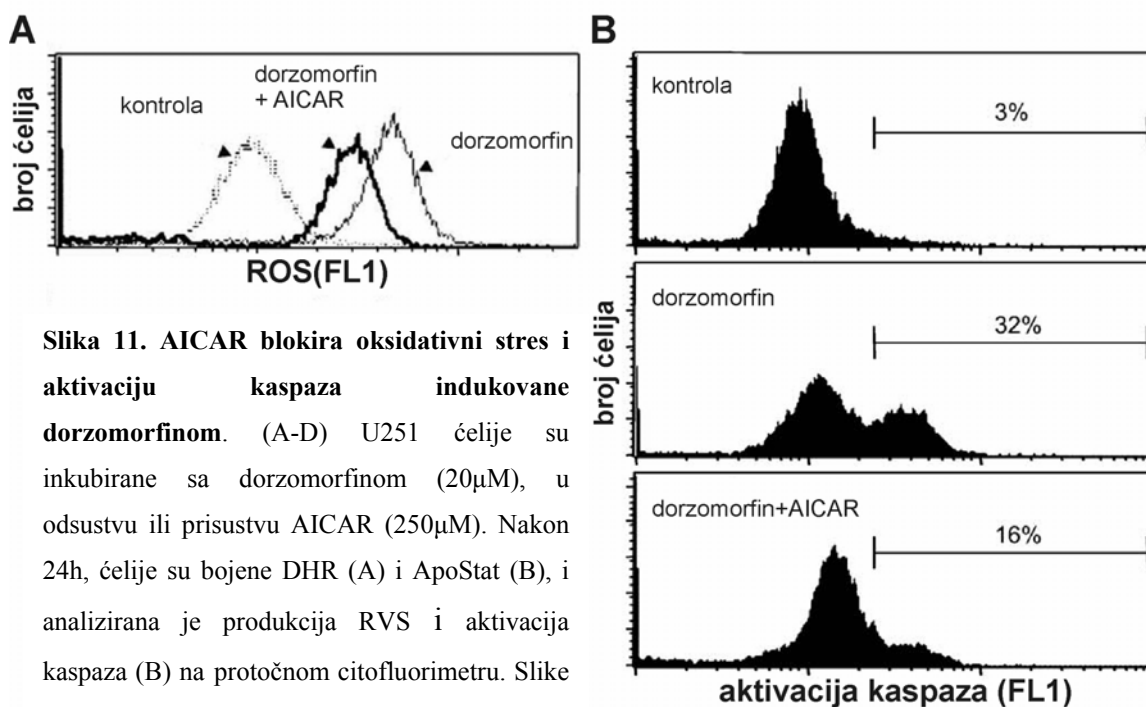 A
kontrola
dorzomorfin
+ AICAR
dorzomorfin
broj ćelija
ROS(FL1)
Slika 11. AICAR blokira oksidativni stres i
aktivaciju kaspaza indukovane
dorzomorfinom. (A-D) U251 ćelije su
inkubirane sa dorzomorfinom (20μM), u
odsustvu ili prisustvu AICAR (250μM). Nakon
24h, ćelije su bojene DHR (A) i ApoStat (B), i
analizirana je produkcija RVS i aktivacija
kaspaza (B) na protočnom citofluorimetru. Slike
B
kontrola
3%
dorzomorfin
32%
broj ćelija
dorzomorfin+AICAR
16%
aktivacija kaspaza (FL1)